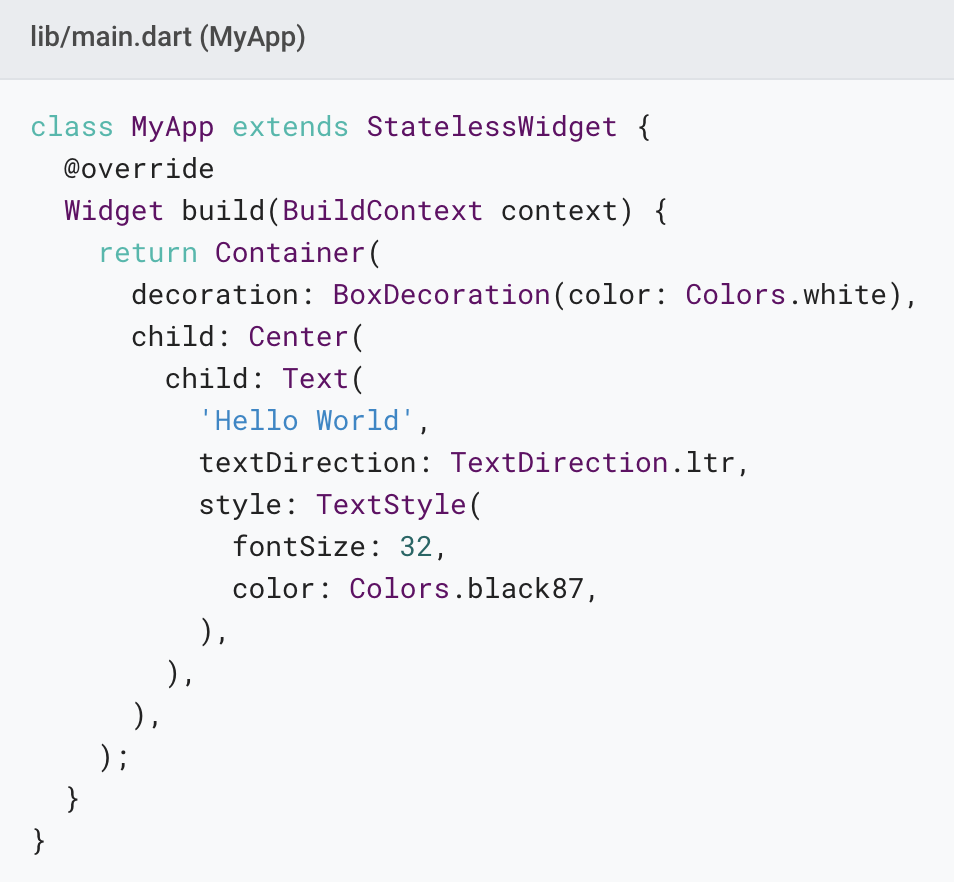 lib/main.dart (MyApp)
class MyApp extends StatelessWidget {
  @override
  Widget build(BuildContext context) {
    return Container(
      decoration: BoxDecoration(color: Colors.white),
      child: Center(
        child: Text(
          'Hello World',
          textDirection: TextDirection.ltr,
          style: TextStyle(
            fontSize: 32,
            color: Colors.black87,
          ),
        ),
      ),
    );
  }
}